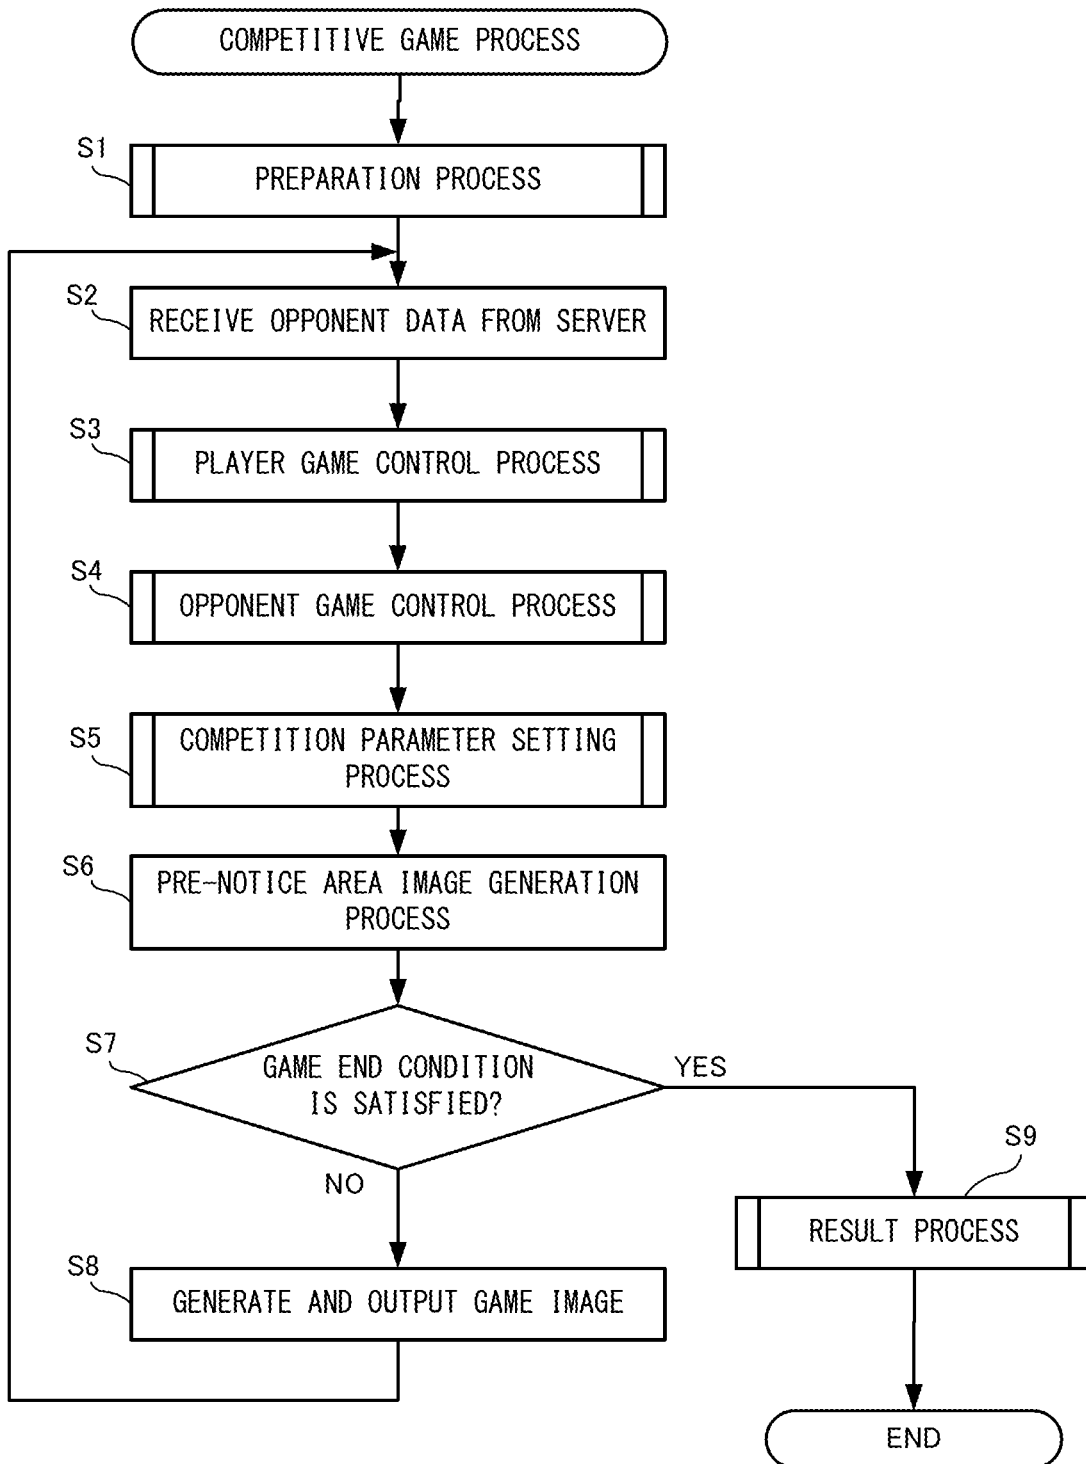 COMPETITIVE GAME PROCESS
S1
PREPARATION PROCESS
S2
RECEIVE OPPONENT DATA FROM SERVER
S3
PLAYER GAME CONTROL PROCESS
S4
OPPONENT GAME CONTROL PROCESS
S5
COMPETITION PARAMETER SETTING
PROCESS
S6
PRE-NOTICE AREA IMAGE GENERATION
PROCESS
S7
GAME END CONDITION
IS SATISFIED?
YES
NO
S8
GENERATE AND OUTPUT GAME IMAGE
S9
RESULT PROCESS
END